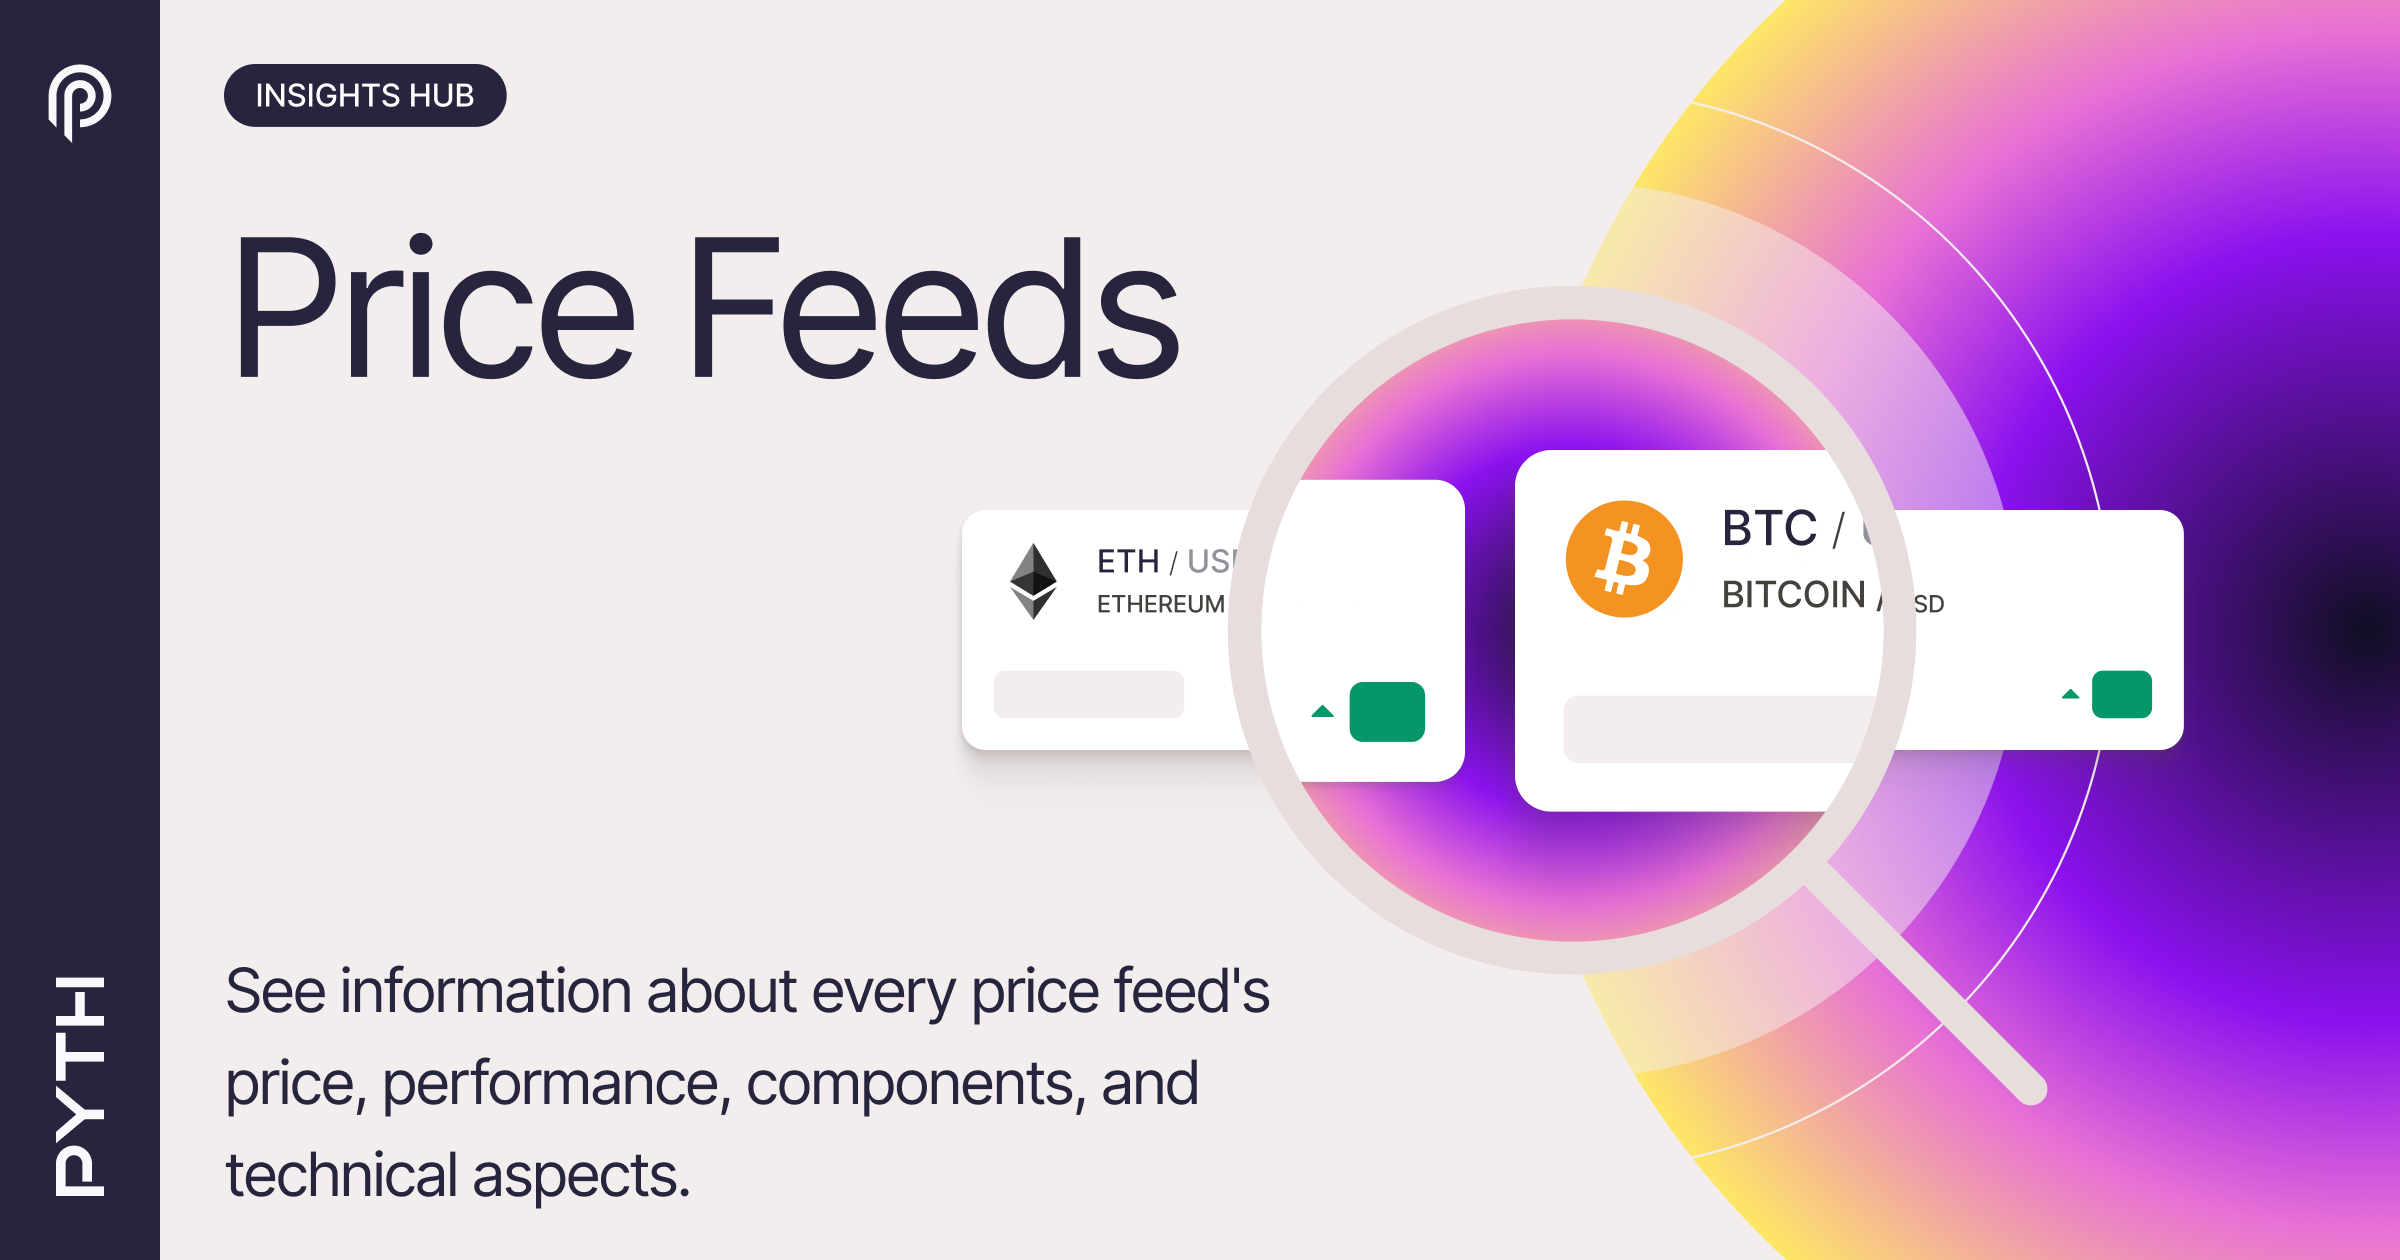 INSIGHTS HUB
Price Feeds
ETH / US
ETHEREUM
BTC /
BITCOIN /
SD
See information about every price feed's
price, performance, components, and
technical aspects.
PYTH